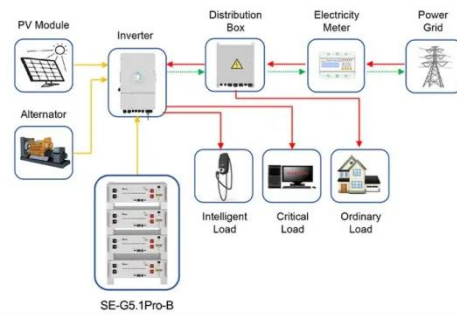 PV Module
Inverter
Distribution
Box
Electricity
Meter
Power
Grid
Alternator
Intelligent
Load
Critical
Load
Ordinary
Load
SE-G5.1Pro-B